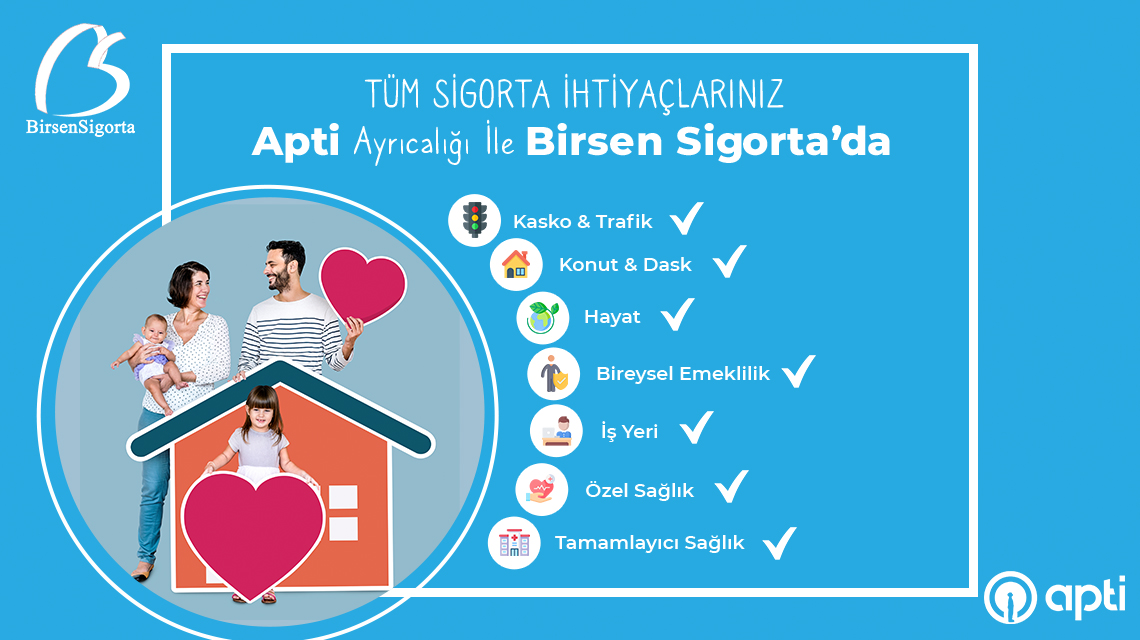 BirsenSigorta
TÜM SİGORTA İHTİYAÇLARINIZ
Apti Ayrıcalığı İle Birsen Sigorta'da
Kasko & Trafik
Konut & Dask
Hayat
Bireysel Emeklilik
İş Yeri
Özel Sağlık
Tamamlayıcı Sağlık
apti